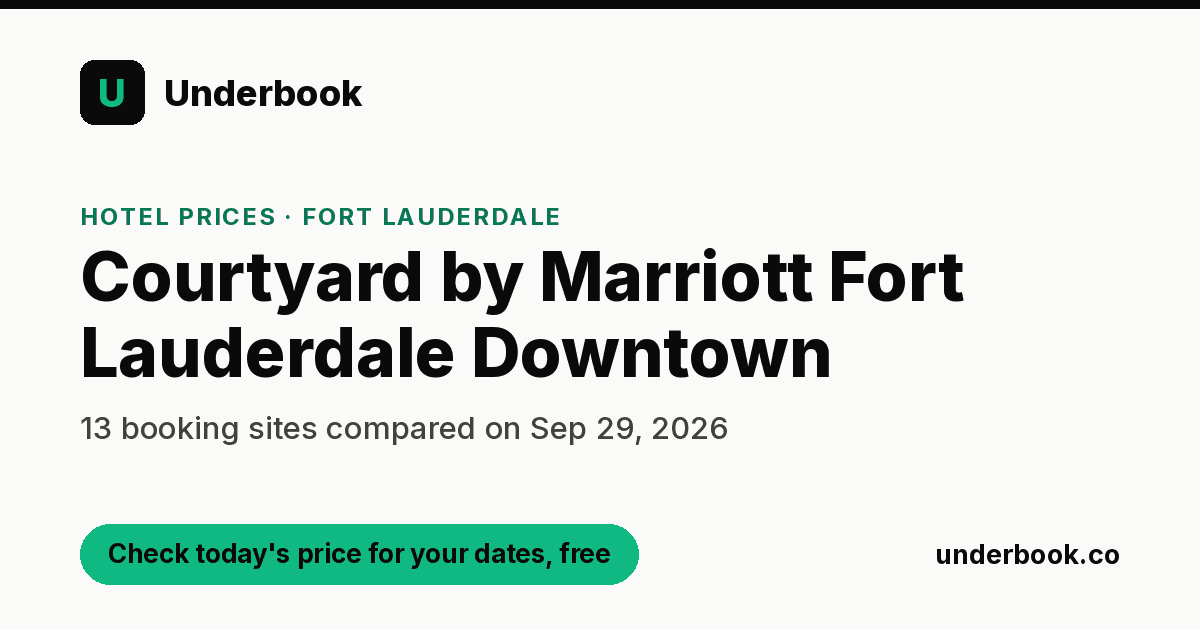 U Underbook
HOTEL PRICES · FORT LAUDERDALE
Courtyard by Marriott Fort
Lauderdale Downtown
13 booking sites compared on Sep 29, 2026
Check today's price for your dates, free
underbook.co